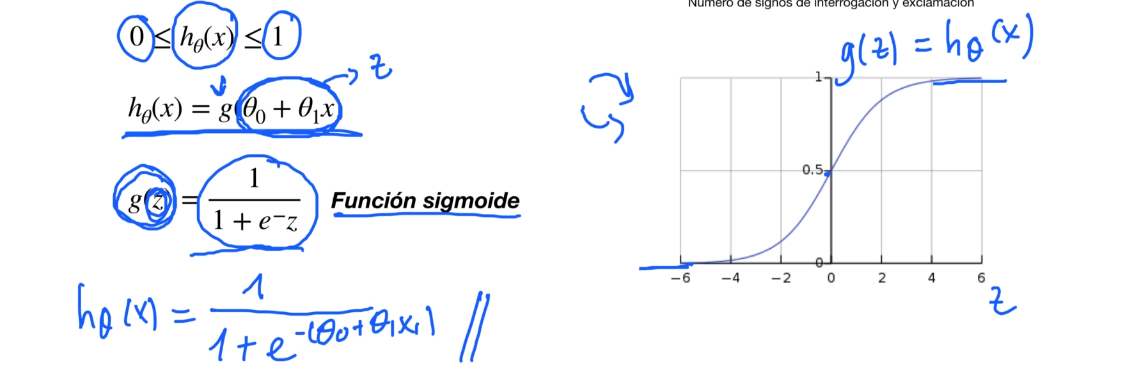 Número de signos de interrogación y exclamación
0 ≤ hθ(x) ≤ 1
z
hθ(x) = g(θ0 + θ1x)
g(z) = 1 / 1 + e−z
Función sigmoide
hθ(x) = 1 / 1 + e-(θ0+θ1x1) //
g(z) = hθ(x)
1
0.5
0
−6 −4 −2 0 2 4 6
z